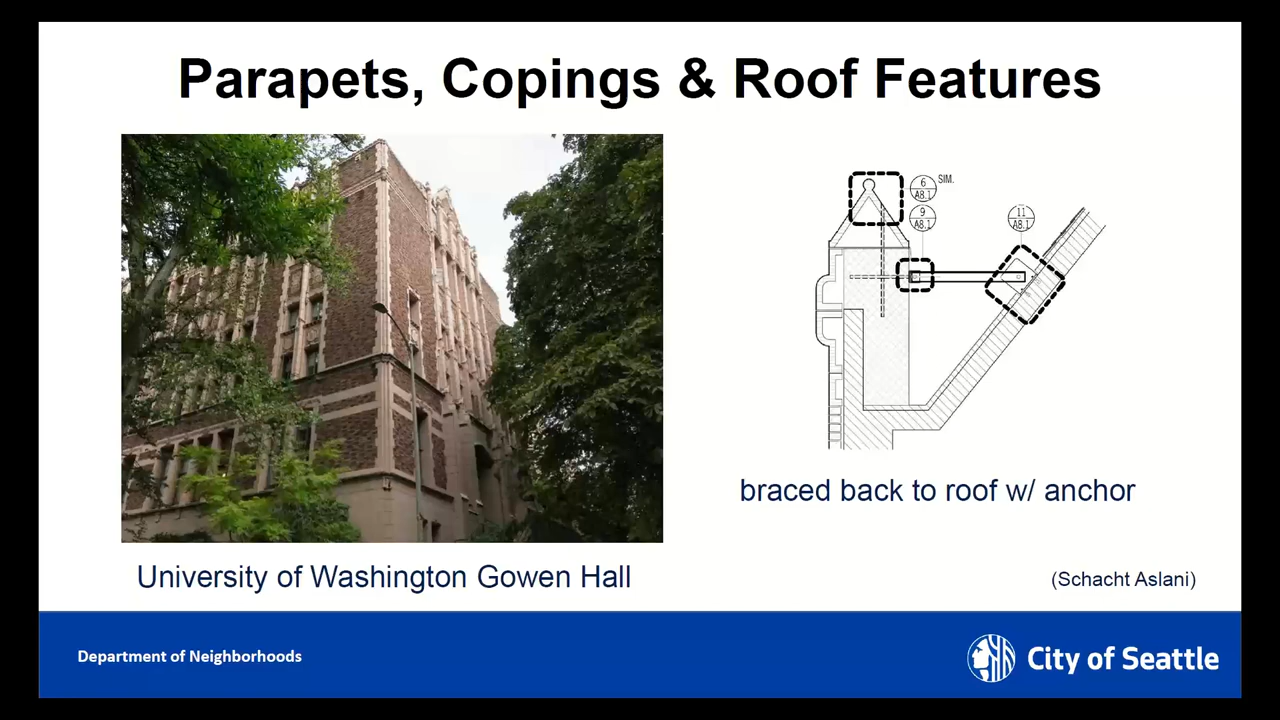 Parapets, Copings & Roof Features
6
A8.1
SIM.
9
A8.1
11
A8.1
braced back to roof w/ anchor
University of Washington Gowen Hall
(Schacht Aslani)
Department of Neighborhoods
City of Seattle